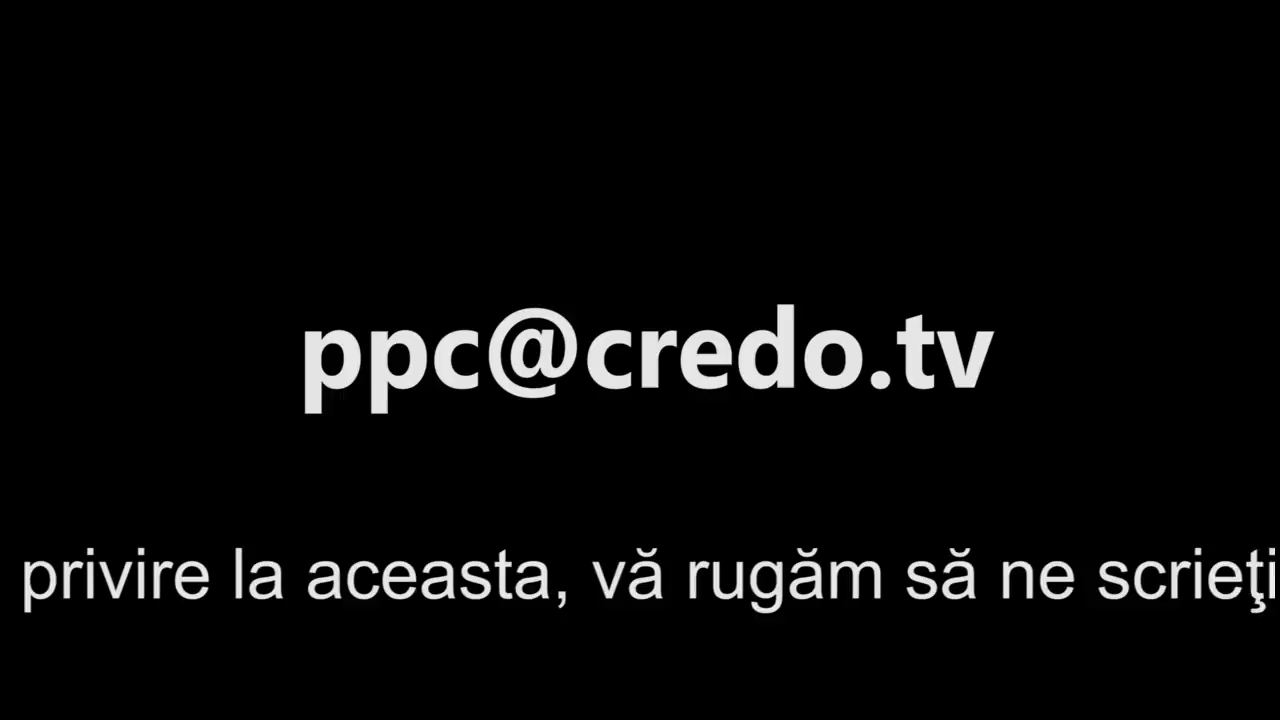 ppc@credo.tv
privire la aceasta, vă rugăm să ne scrieţi